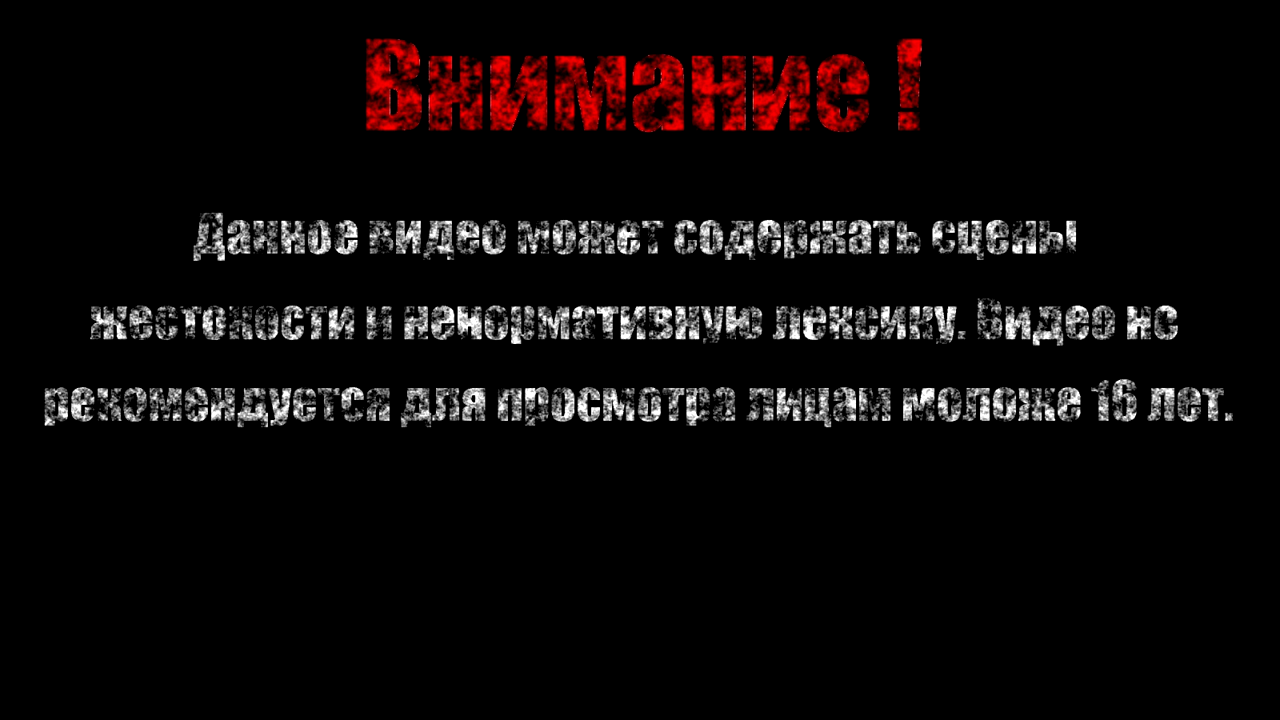 Внимание !
Данное видео может содержать сцены
жестокости и ненормативную лексику. Видео не
рекомендуется для просмотра лицам моложе 16 лет.